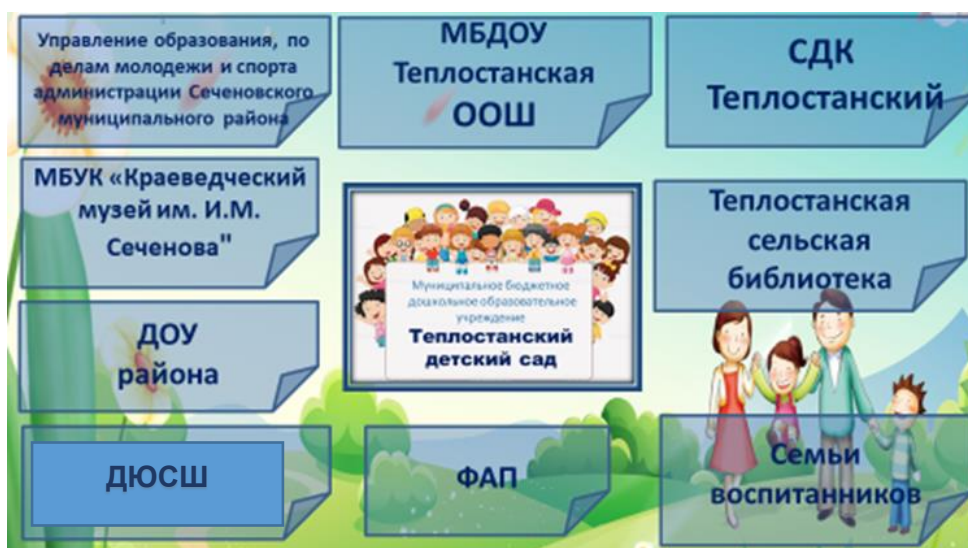 Управление образования, по
делам молодежи и спорта
администрации Сеченовского
муниципального района
МБДОУ
Теплостанская
ООШ
СДК
Теплостанский
МБУК «Краеведческий
музей им. И.М.
Сеченова"
Теплостанская
сельская
библиотека
Муниципальное бюджетное
дошкольное образовательное
учреждение
Теплостанский
детский сад
ДОУ
района
ДЮСШ
ФАП
Семьи
воспитанников